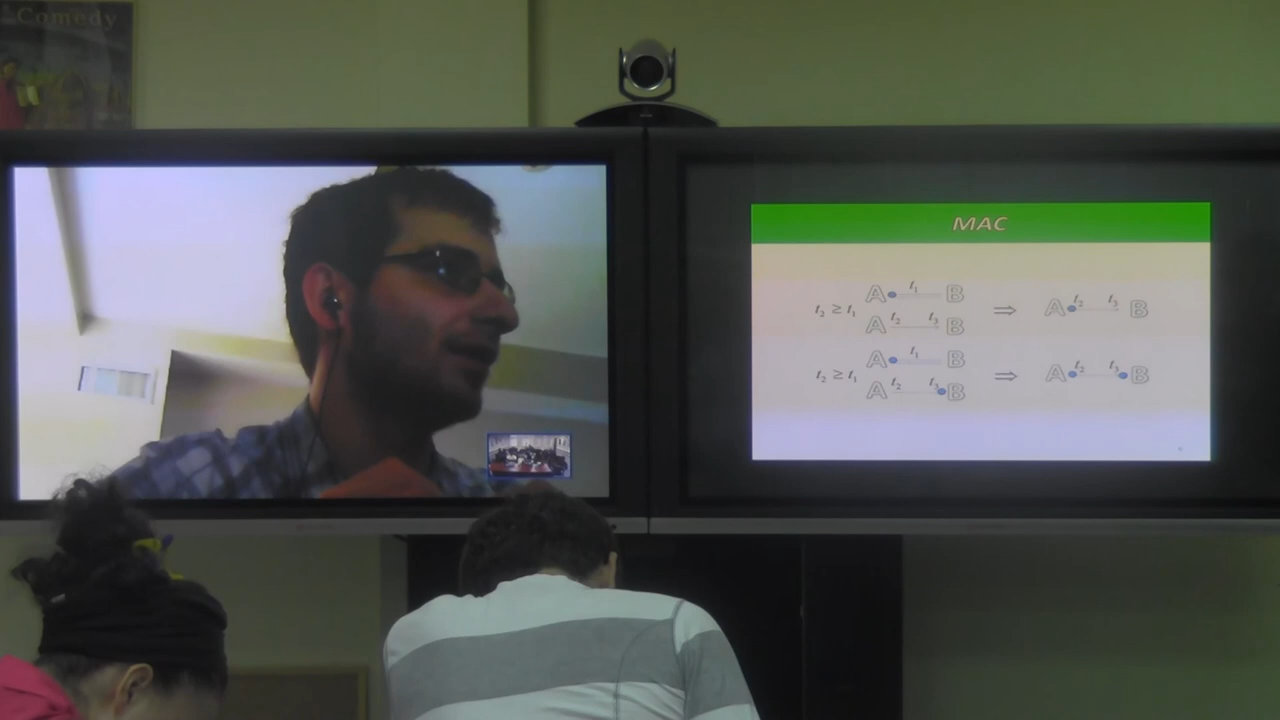 Comedy
MAC
t₂ ≥ t₁
A t₁ B
A t₂ t₃ B
⇒
A t₂ t₃ B
t₂ ≥ t₁
A t₁ B
A t₂ t₃ B
⇒
A t₂ t₃ B